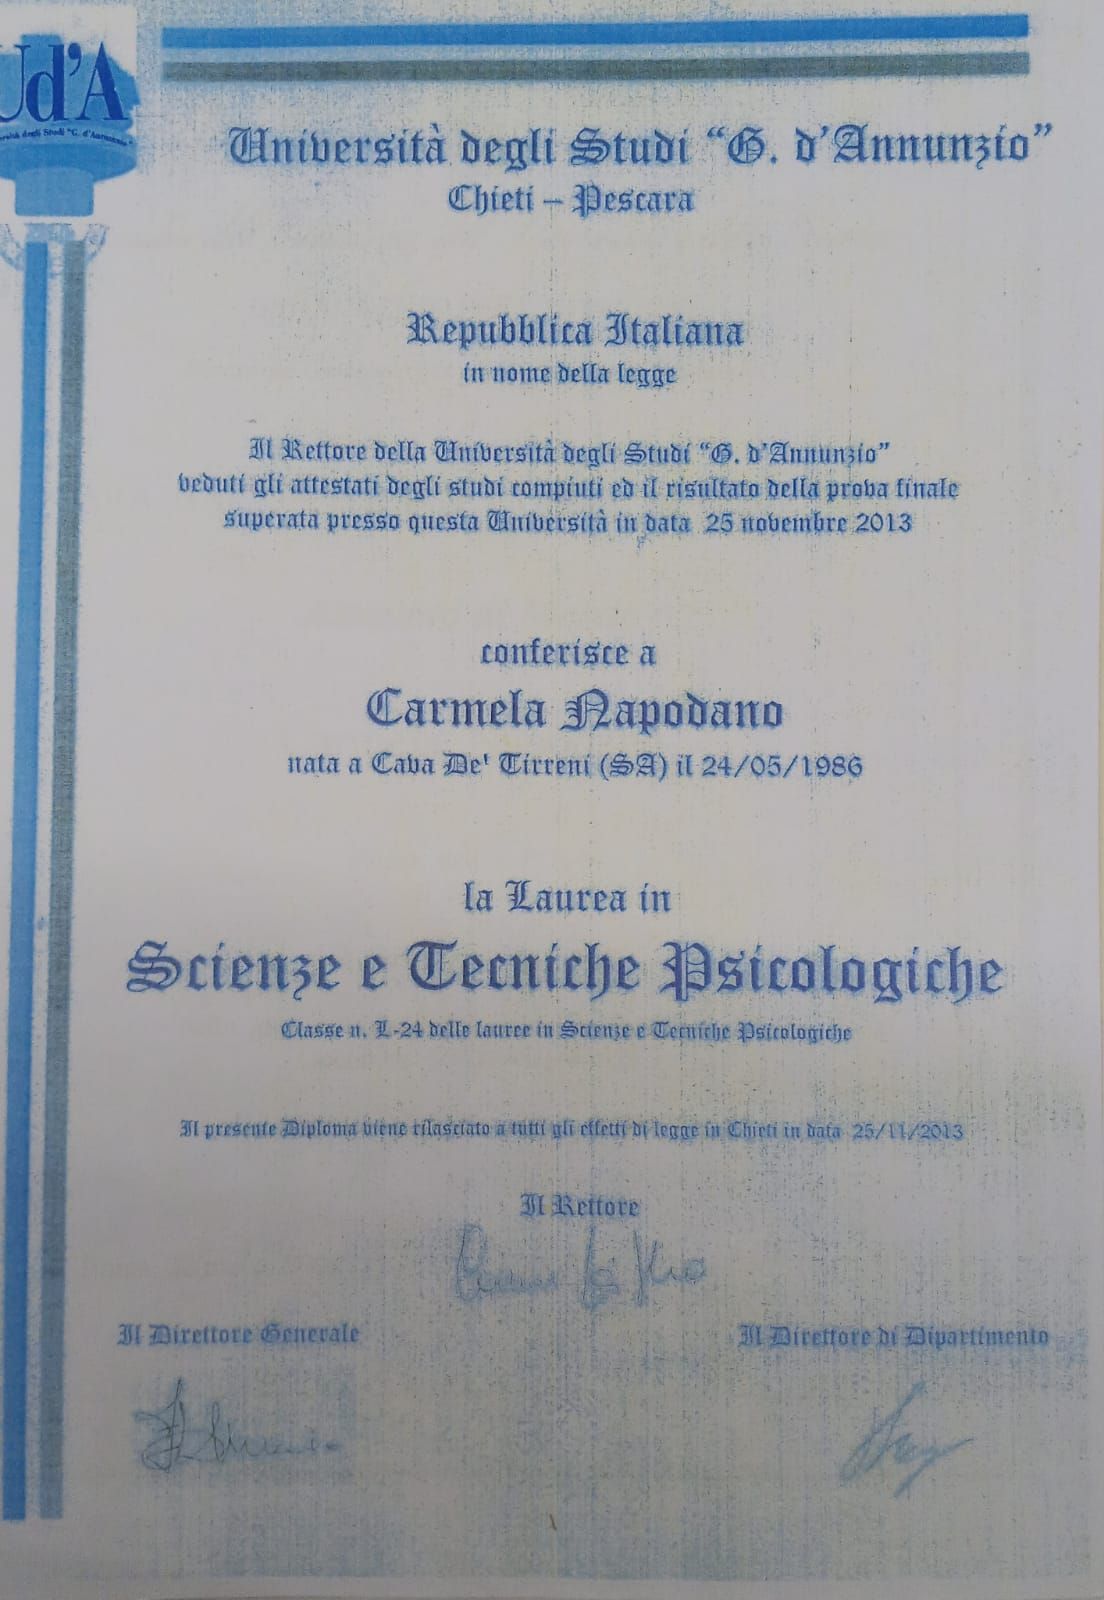 Ud'A
Università degli Studi "G. d'Annunzio"
Chieti – Pescara
Repubblica Italiana
in nome della legge
Il Rettore della Università degli Studi "G. d'Annunzio"
veduti gli attestati degli studi compiuti ed il risultato della prova finale
superata presso questa Università in data 25 novembre 2013
conferisce a
Carmela Napodano
nata a Cava De' Tirreni (SA) il 24/05/1986
la Laurea in
Scienze e Tecniche Psicologiche
Classe n. L-24 delle lauree in Scienze e Tecniche Psicologiche
Il presente Diploma viene rilasciato a tutti gli effetti di legge in Chieti in data 25/11/2013
Il Rettore
Il Direttore Generale
Il Direttore di Dipartimento